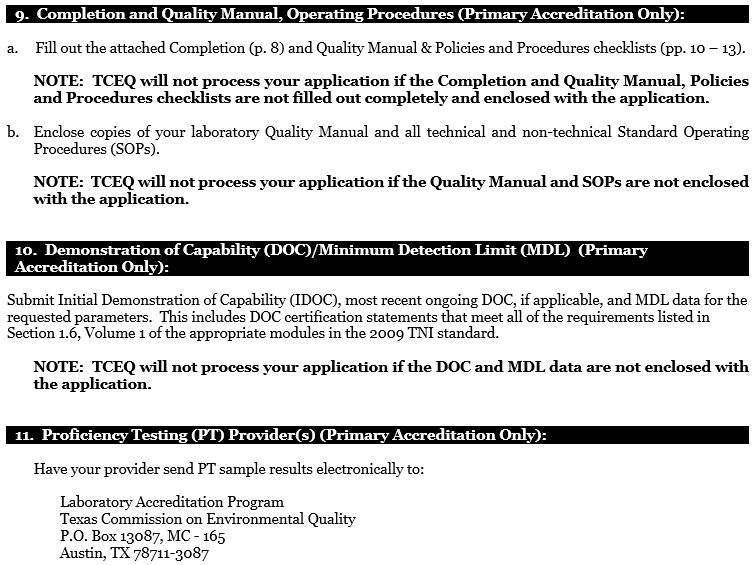 9. Completion and Quality Manual, Operating Procedures (Primary Accreditation Only):
a. Fill out the attached Completion (p. 8) and Quality Manual & Policies and Procedures checklists (pp. 10 – 13).
NOTE: TCEQ will not process your application if the Completion and Quality Manual, Policies
and Procedures checklists are not filled out completely and enclosed with the application.
b. Enclose copies of your laboratory Quality Manual and all technical and non-technical Standard Operating
Procedures (SOPs).
NOTE: TCEQ will not process your application if the Quality Manual and SOPs are not enclosed
with the application.
10. Demonstration of Capability (DOC)/Minimum Detection Limit (MDL) (Primary
Accreditation Only):
Submit Initial Demonstration of Capability (IDOC), most recent ongoing DOC, if applicable, and MDL data for the
requested parameters. This includes DOC certification statements that meet all of the requirements listed in
Section 1.6, Volume 1 of the appropriate modules in the 2009 TNI standard.
NOTE: TCEQ will not process your application if the DOC and MDL data are not enclosed with
the application.
11. Proficiency Testing (PT) Provider(s) (Primary Accreditation Only):
Have your provider send PT sample results electronically to:
Laboratory Accreditation Program
Texas Commission on Environmental Quality
P.O. Box 13087, MC - 165
Austin, TX 78711-3087